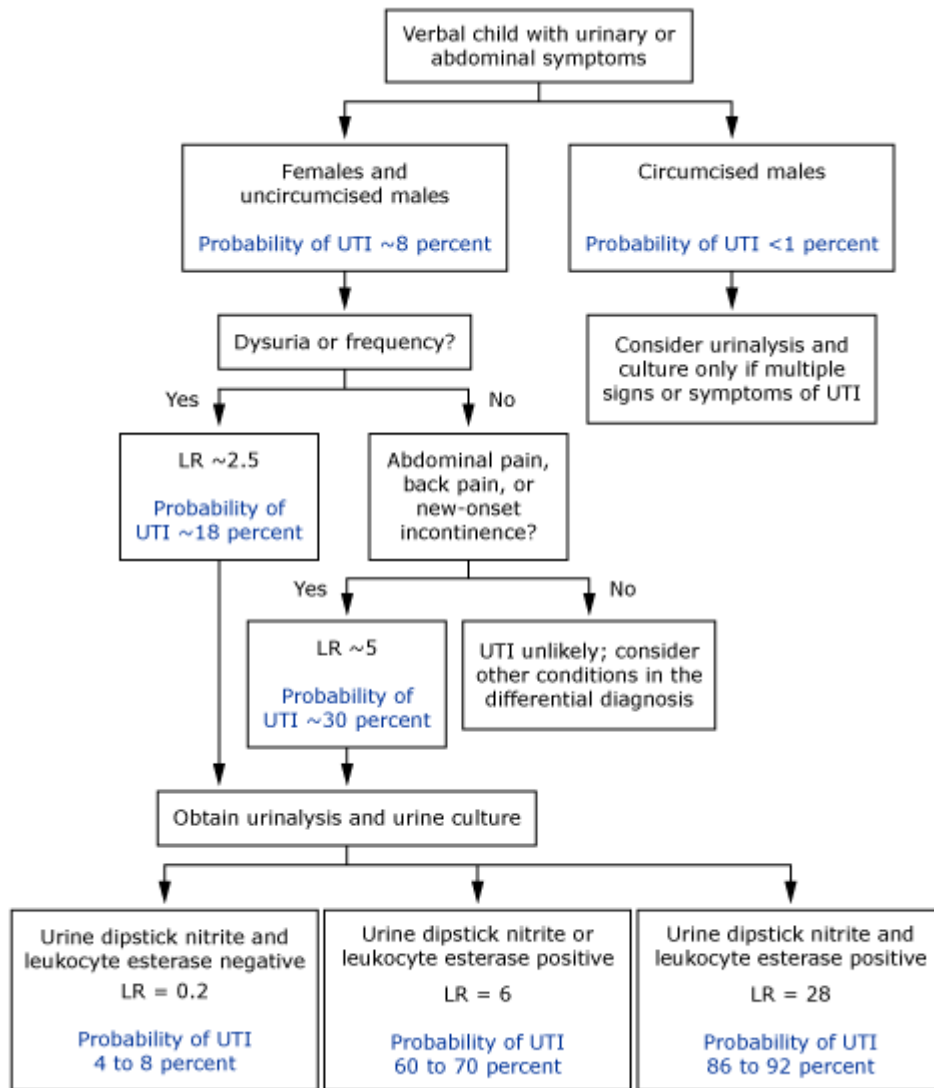 Verbal child with urinary or
abdominal symptoms
Females and
uncircumcised males
Probability of UTI ~8 percent
Circumcised males
Probability of UTI <1 percent
Dysuria or frequency?
Consider urinalysis and
culture only if multiple
signs or symptoms of UTI
Yes
No
LR ~2.5
Probability of
UTI ~18 percent
Abdominal pain,
back pain, or
new-onset
incontinence?
Yes
No
LR ~5
Probability of
UTI ~30 percent
UTI unlikely; consider
other conditions in the
differential diagnosis
Obtain urinalysis and urine culture
Urine dipstick nitrite and
leukocyte esterase negative
LR = 0.2
Probability of UTI
4 to 8 percent
Urine dipstick nitrite or
leukocyte esterase positive
LR = 6
Probability of UTI
60 to 70 percent
Urine dipstick nitrite and
leukocyte esterase positive
LR = 28
Probability of UTI
86 to 92 percent